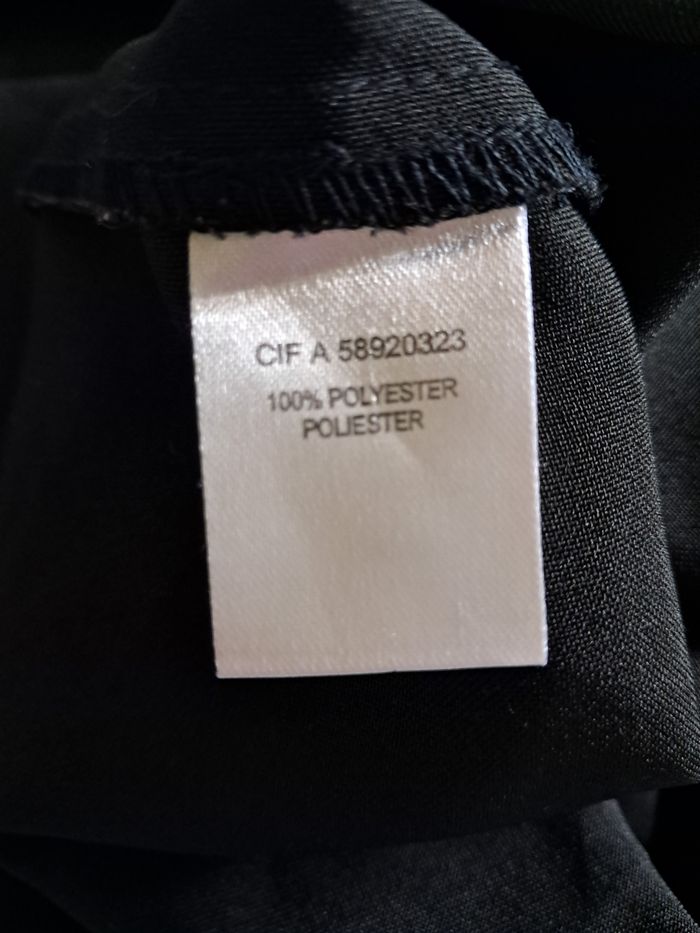 CIF A 58920323
100% POLYESTER
POLIESTER